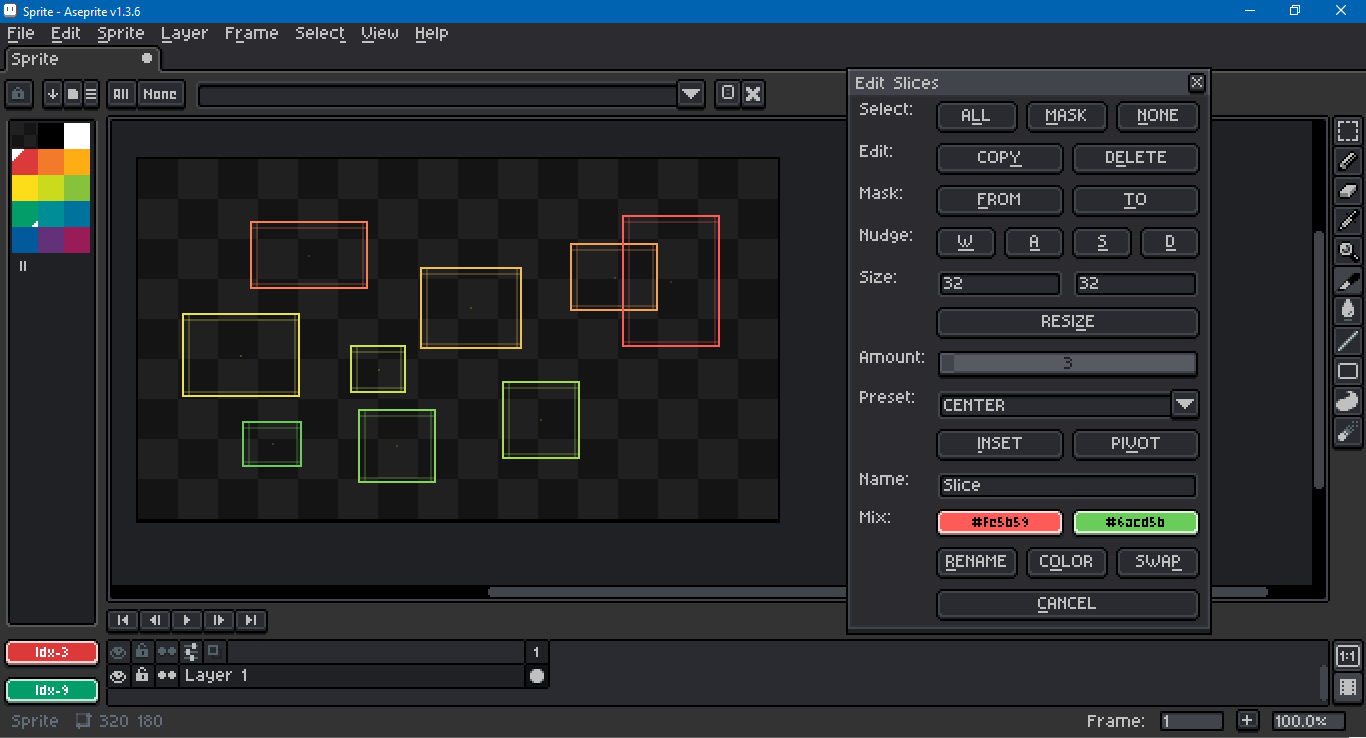 Sprite - Aseprite v1.3.6
File Edit Sprite Layer Frame Select View Help
Sprite
All None
Edit Slices
Select: ALL MASK NONE
Edit: COPY DELETE
Mask: FROM TO
Nudge: W A S D
Size: 32 32
RESIZE
Amount: 3
Preset: CENTER
INSET PIVOT
Name: Slice
Mix: #fc5b59 #6acd5b
RENAME COLOR SWAP
CANCEL
Idx-3
1
Layer 1
1:1
Idx-9
Sprite 320 180
Frame: 1 + 100.0%